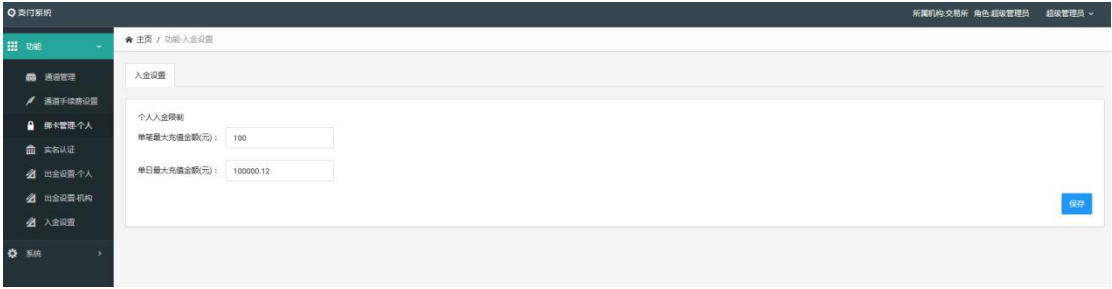 支付系统
所属机构:交易所 角色:超级管理员 超级管理员
功能
主页 / 功能-入金设置
通道管理
通道手续费设置
绑卡管理-个人
实名认证
出金设置-个人
出金设置-机构
入金设置
系统
入金设置
个人入金限制
单笔最大充值金额(元): 100
单日最大充值金额(元): 100000.12
保存